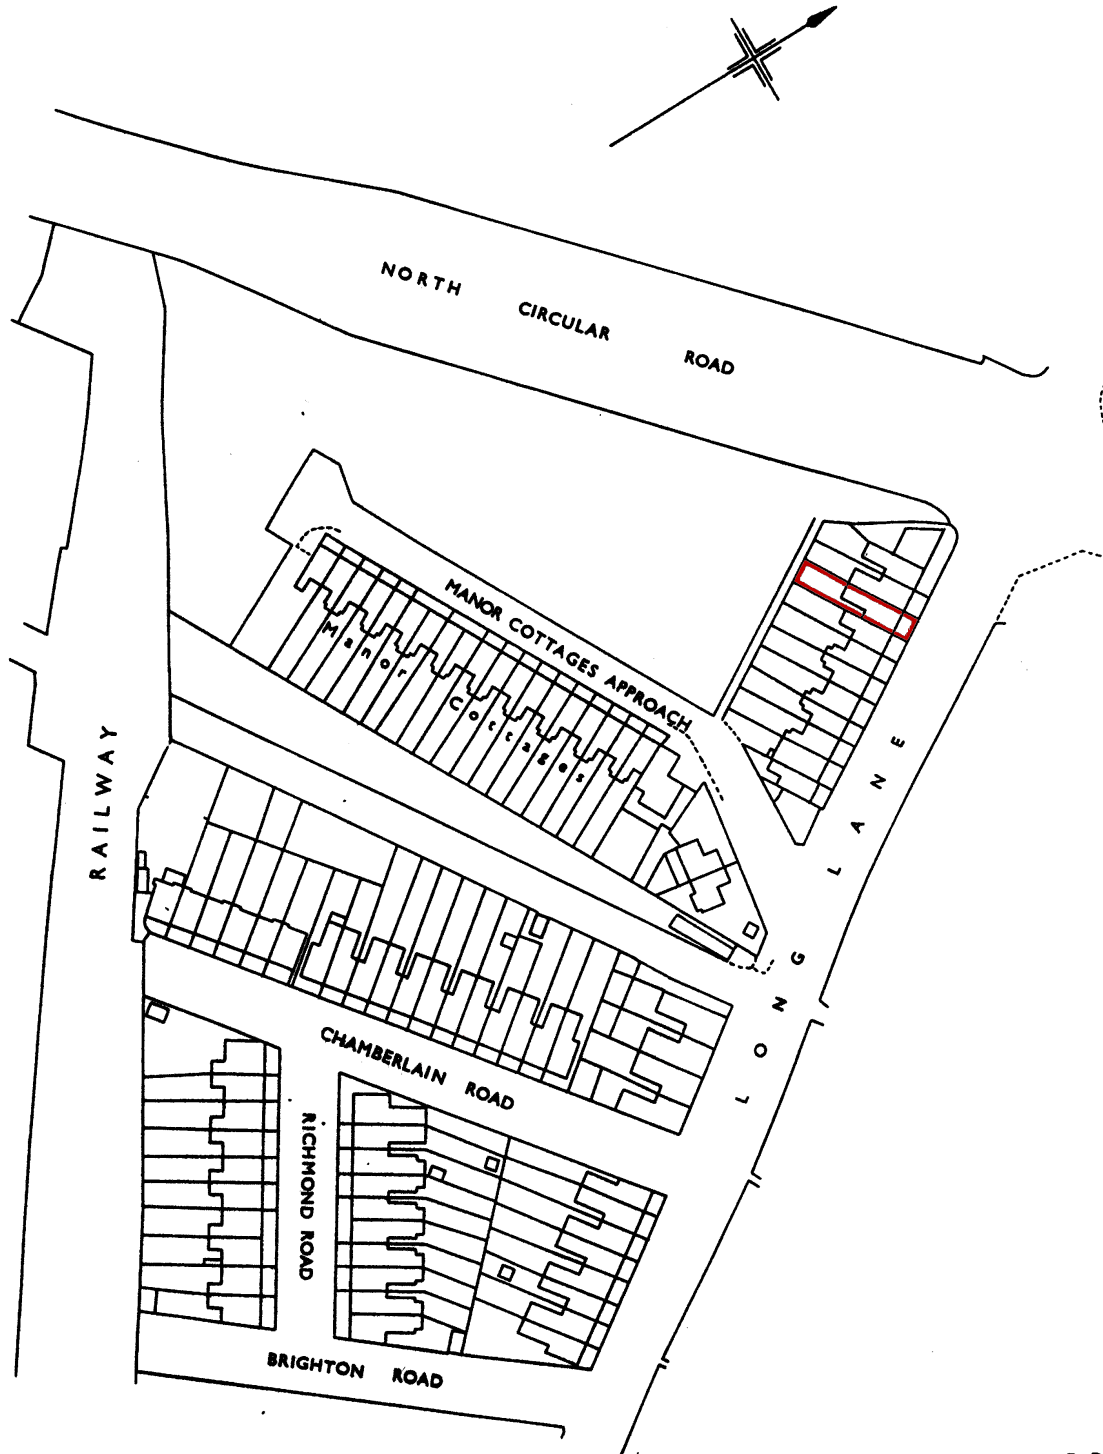 NORTH CIRCULAR ROAD
MANOR COTTAGES APPROACH
Manor Cottages
RAILWAY
LONG LANE
CHAMBERLAIN ROAD
RICHMOND ROAD
BRIGHTON ROAD